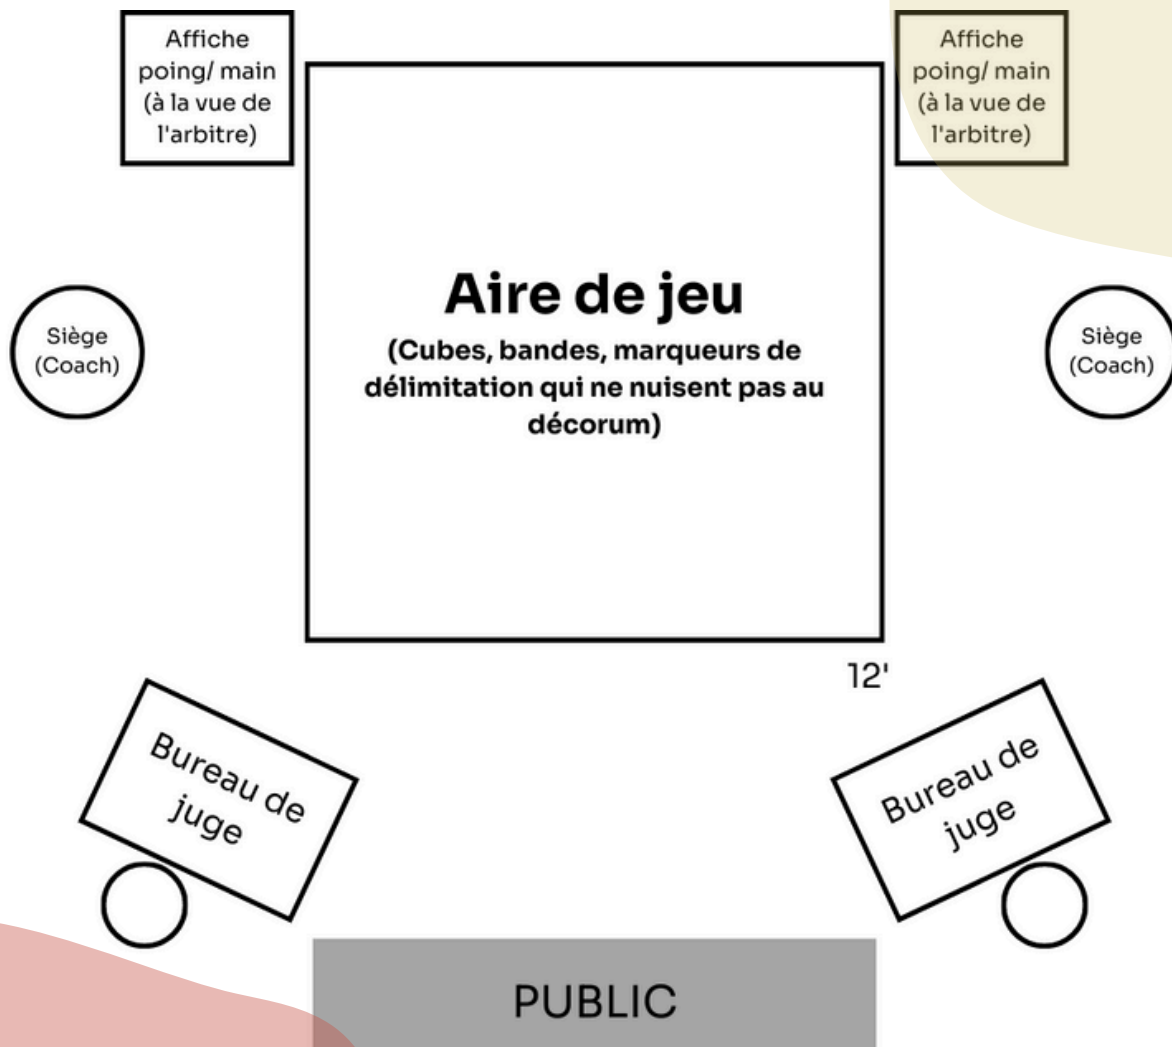 Affiche
poing/ main
(à la vue de
l'arbitre)
Affiche
poing/ main
(à la vue de
l'arbitre)
Aire de jeu
(Cubes, bandes, marqueurs de
délimitation qui ne nuisent pas au
décorum)
Siège
(Coach)
Siège
(Coach)
12'
Bureau de
juge
Bureau de
juge
PUBLIC